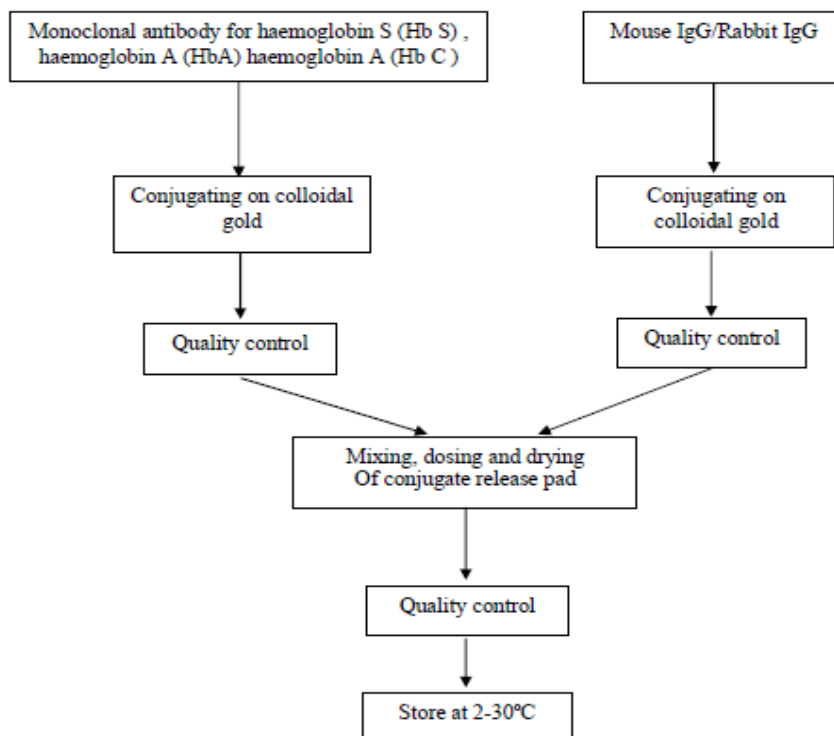 Monoclonal antibody for haemoglobin S (Hb S) ,
haemoglobin A (HbA) haemoglobin A (Hb C )
Mouse IgG/Rabbit IgG
Conjugating on colloidal
gold
Conjugating on
colloidal gold
Quality control
Quality control
Mixing, dosing and drying
Of conjugate release pad
Quality control
Store at 2-30ºC